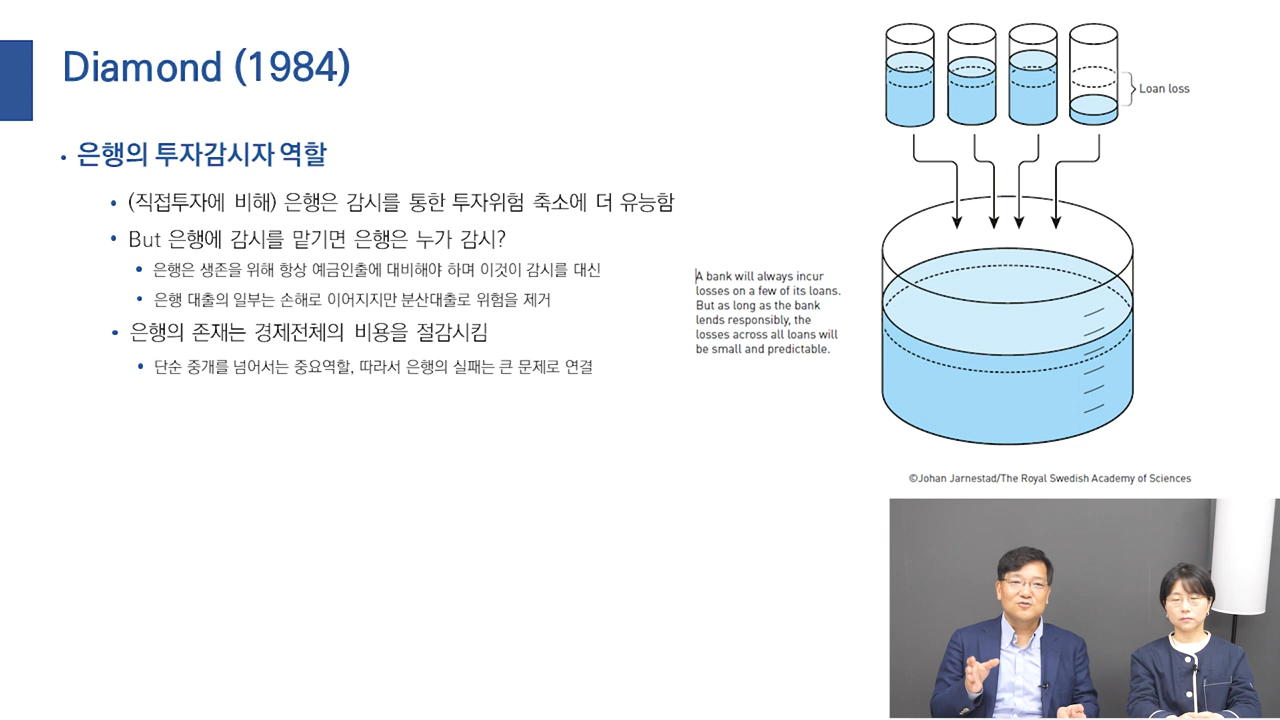 Diamond (1984)
• 은행의 투자감시자 역할
• (직접투자에 비해) 은행은 감시를 통한 투자위험 축소에 더 유능함
• But 은행에 감시를 맡기면 은행은 누가 감시?
• 은행은 생존을 위해 항상 예금인출에 대비해야 하며 이것이 감시를 대신
• 은행 대출의 일부는 손해로 이어지지만 분산대출로 위험을 제거
• 은행의 존재는 경제전체의 비용을 절감시킴
• 단순 중개를 넘어서는 중요역할, 따라서 은행의 실패는 큰 문제로 연결
Loan loss
A bank will always incur
losses on a few of its loans.
But as long as the bank
lends responsibly, the
losses across all loans will
be small and predictable.
©Johan Jarnestad/The Royal Swedish Academy of Sciences